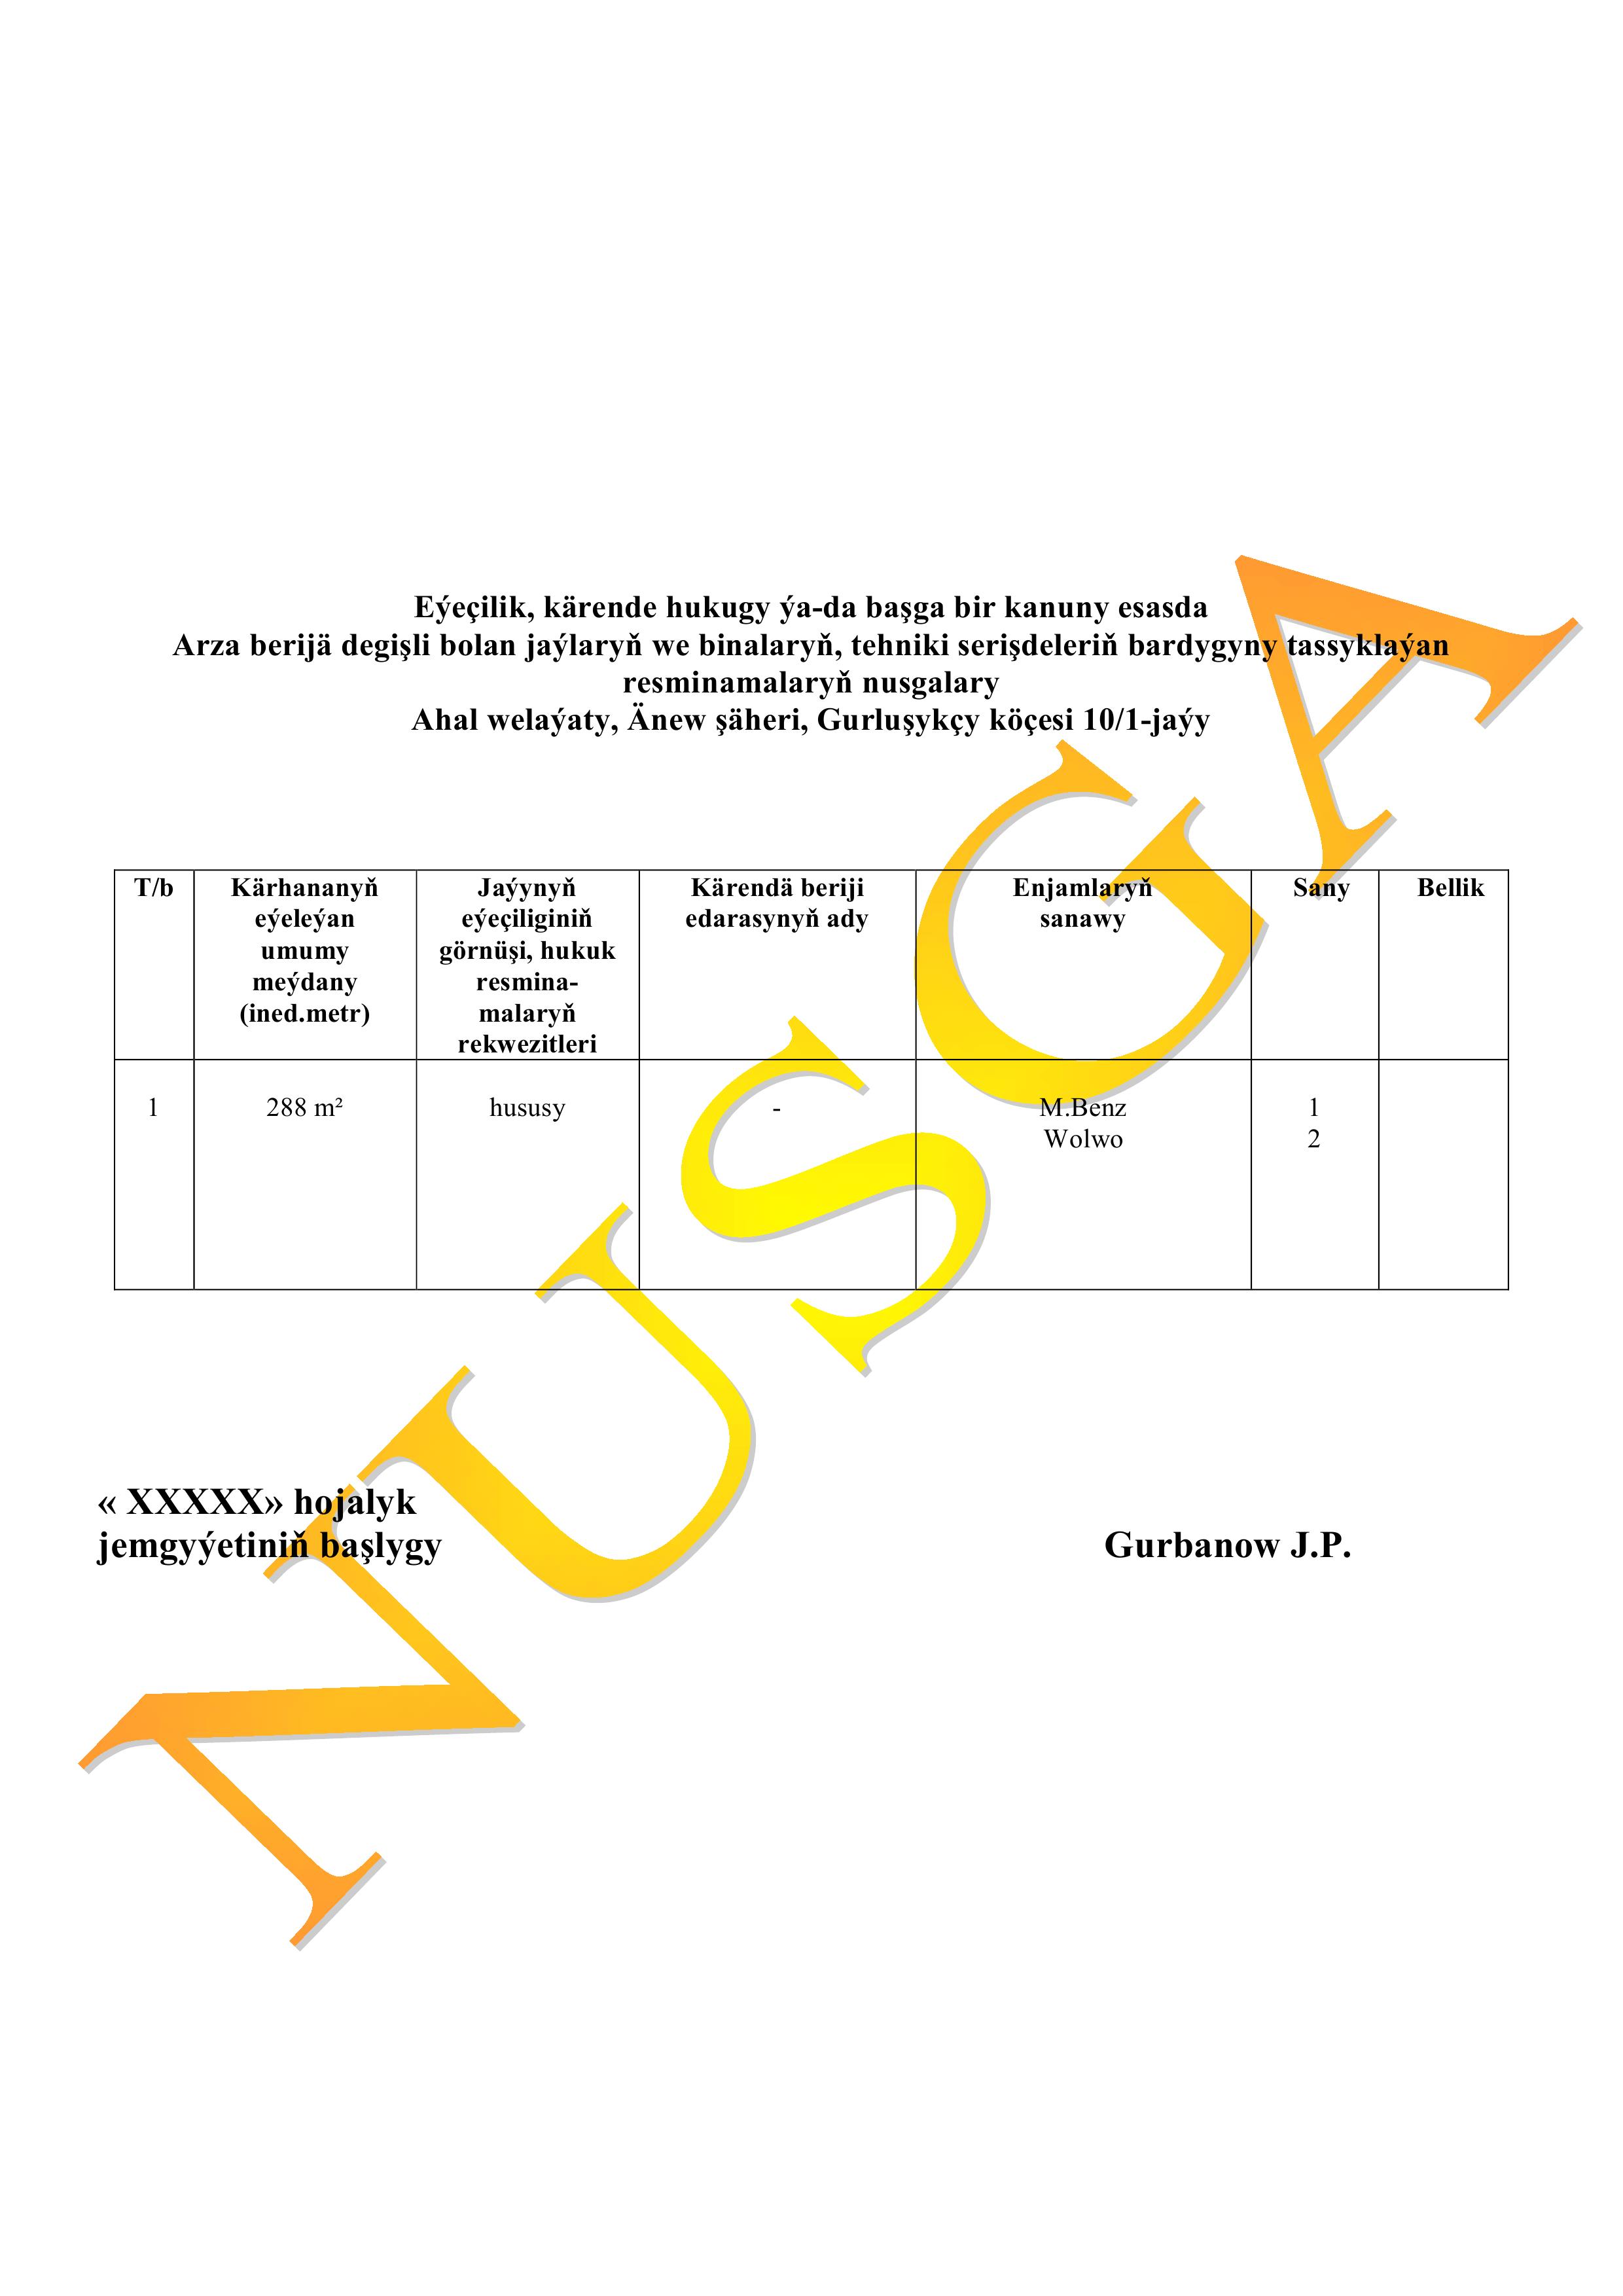 Eýeçilik, kärende hukugy ýa-da başga bir kanuny esasda
Arza berijä degişli bolan jaýlaryň we binalaryň, tehniki serişdeleriň bardygyny tassyklaýan
resminamalaryň nusgalary
Ahal welaýaty, Änew şäheri, Gurluşykçy köçesi 10/1-jaýy
T/b
Kärhananyň
eýeleýan
umumy
meýdany
(ined.metr)
Jaýynyň
eýeçiliginiň
görnüşi, hukuk
resmina-
malaryň
rekwezitleri
Kärendä beriji
edarasynyň ady
Enjamlaryň
sanawy
Sany
Bellik
1
288 m²
hususy
-
M.Benz
Wolwo
1
2
« XXXXX» hojalyk
jemgyýetiniň başlygy
Gurbanow J.P.
NUSGA